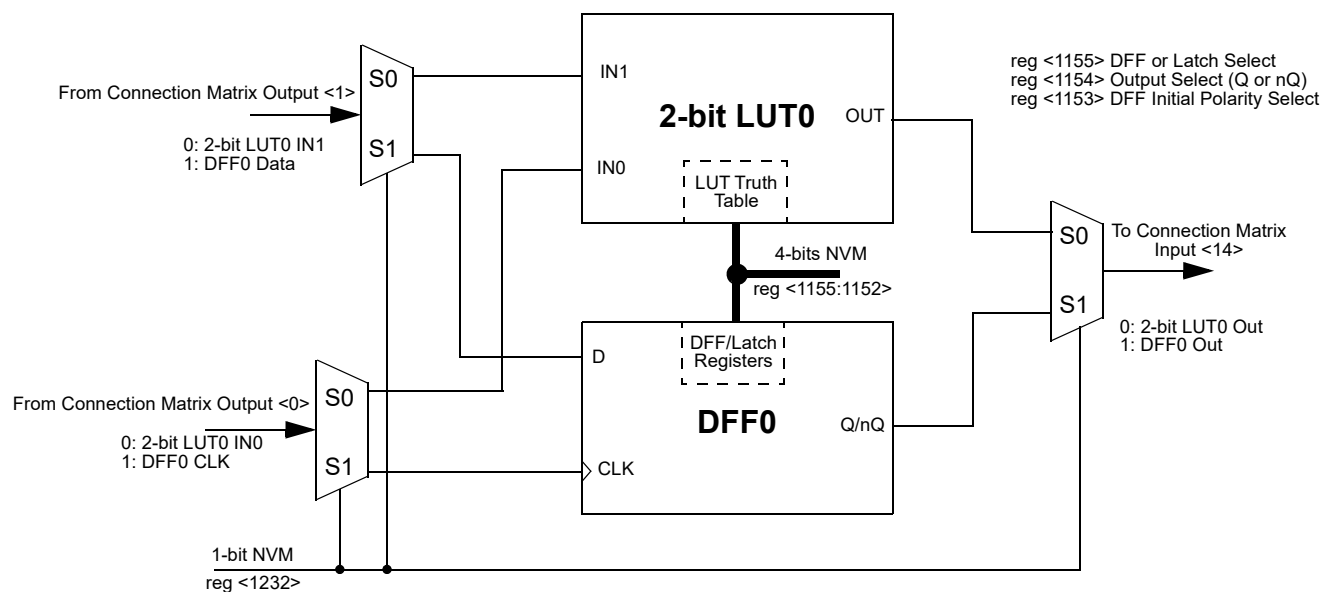 From Connection Matrix Output <1>
0: 2-bit LUT0 IN1
1: DFF0 Data
S0
S1
IN1
2-bit LUT0
OUT
IN0
LUT Truth
Table
reg <1155> DFF or Latch Select
reg <1154> Output Select (Q or nQ)
reg <1153> DFF Initial Polarity Select
4-bits NVM
reg <1155:1152>
S0
S1
To Connection Matrix
Input <14>
0: 2-bit LUT0 Out
1: DFF0 Out
From Connection Matrix Output <0>
0: 2-bit LUT0 IN0
1: DFF0 CLK
S0
S1
D
DFF/Latch
Registers
DFF0
Q/nQ
CLK
1-bit NVM
reg <1232>